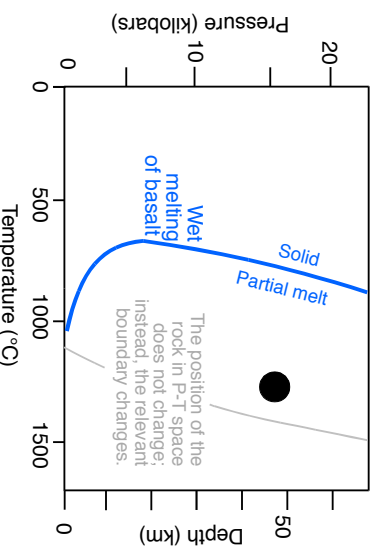 Pressure (kilobars)
0
10
20
0
500
1000
1500
Temperature (°C)
Wet
melting
of basalt
Solid
Partial melt
The position of the
rock in P-T space
does not change;
instead, the relevant
boundary changes.
0
50
Depth (km)